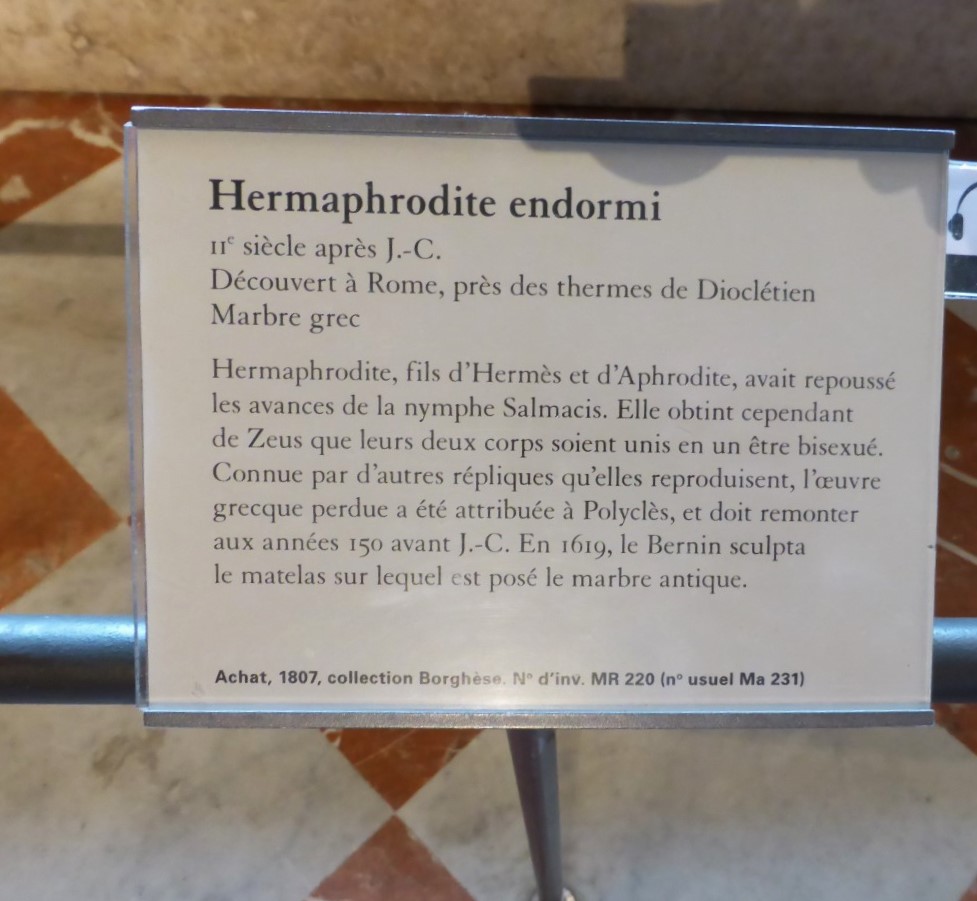 Hermaphrodite endormi
IIᵉ siècle après J.-C.
Découvert à Rome, près des thermes de Dioclétien
Marbre grec
Hermaphrodite, fils d'Hermès et d'Aphrodite, avait repoussé
les avances de la nymphe Salmacis. Elle obtint cependant
de Zeus que leurs deux corps soient unis en un être bisexué.
Connue par d'autres répliques qu'elles reproduisent, l'œuvre
grecque perdue a été attribuée à Polyclès, et doit remonter
aux années 150 avant J.-C. En 1619, le Bernin sculpta
le matelas sur lequel est posé le marbre antique.
Achat, 1807, collection Borghèse. N° d'inv. MR 220 (n° usuel Ma 231)